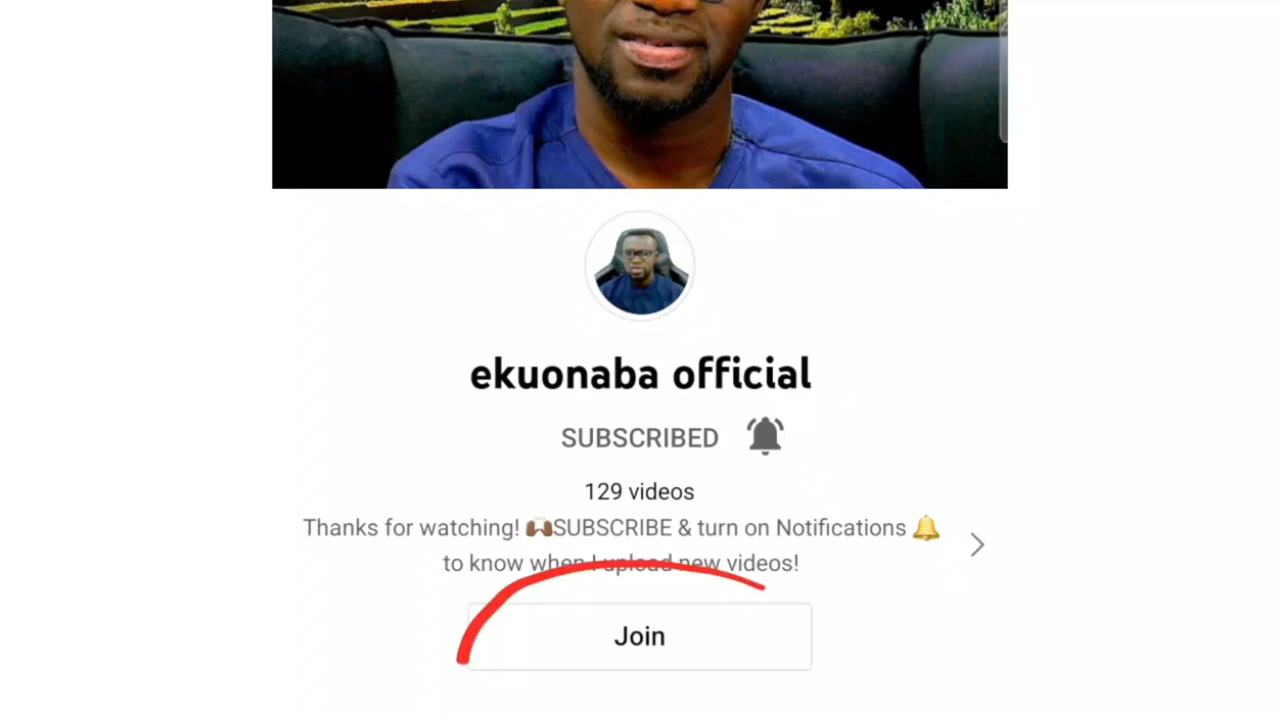 ekuonaba official
SUBSCRIBED
129 videos
Thanks for watching! 🙌🏾SUBSCRIBE & turn on Notifications 🔔
to know when I upload new videos!
Join